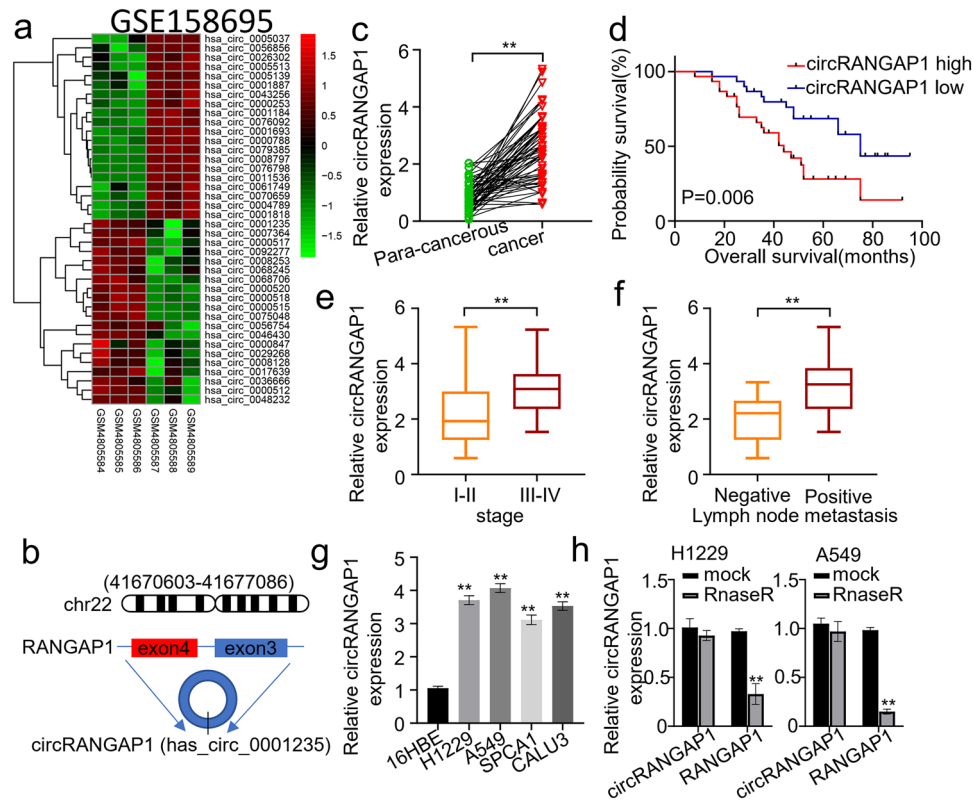 a
GSE158695
hsa_circ_0005037
hsa_circ_0056856
hsa_circ_0026302
hsa_circ_0005513
hsa_circ_0005139
hsa_circ_0001887
hsa_circ_0043256
hsa_circ_0000253
hsa_circ_0001184
hsa_circ_0076092
hsa_circ_0001693
hsa_circ_0000788
hsa_circ_0079385
hsa_circ_0008797
hsa_circ_0076798
hsa_circ_0011536
hsa_circ_0061749
hsa_circ_0070659
hsa_circ_0004789
hsa_circ_0001818
hsa_circ_0001235
hsa_circ_0007364
hsa_circ_0000517
hsa_circ_0092277
hsa_circ_0008253
hsa_circ_0068245
hsa_circ_0068706
hsa_circ_0000520
hsa_circ_0000518
hsa_circ_0000515
hsa_circ_0075048
hsa_circ_0056754
hsa_circ_0046430
hsa_circ_0000847
hsa_circ_0029268
hsa_circ_0008128
hsa_circ_0017639
hsa_circ_0036666
hsa_circ_0000512
hsa_circ_0048232
1.5
1
0.5
0
−0.5
−1
−1.5
GSM4805584
GSM4805585
GSM4805586
GSM4805587
GSM4805588
GSM4805589
c
Relative circRANGAP1
expression
6
4
2
0
**
Para-cancerous
cancer
d
Probability survival(%)
100
50
0
circRANGAP1 high
circRANGAP1 low
P=0.006
0 20 40 60 80 100
Overall survival(months)
e
Relative circRANGAP1
expression
6
4
2
0
**
I-II III-IV
stage
f
Relative circRANGAP1
expression
6
4
2
0
**
Negative Positive
Lymph node metastasis
b
(41670603-41677086)
chr22
RANGAP1
exon4 exon3
circRANGAP1 (has_circ_0001235)
g
Relative circRANGAP1
expression
5
4
3
2
1
0
** ** ** **
16HBE
H1229
A549
SPCA1
CALU3
h
Relative circRANGAP1
expression
H1229
mock
RnaseR
1.5
1.0
0.5
0.0
**
circRANGAP1
RANGAP1
A549
mock
RnaseR
1.5
1.0
0.5
0
**
circRANGAP1
RANGAP1